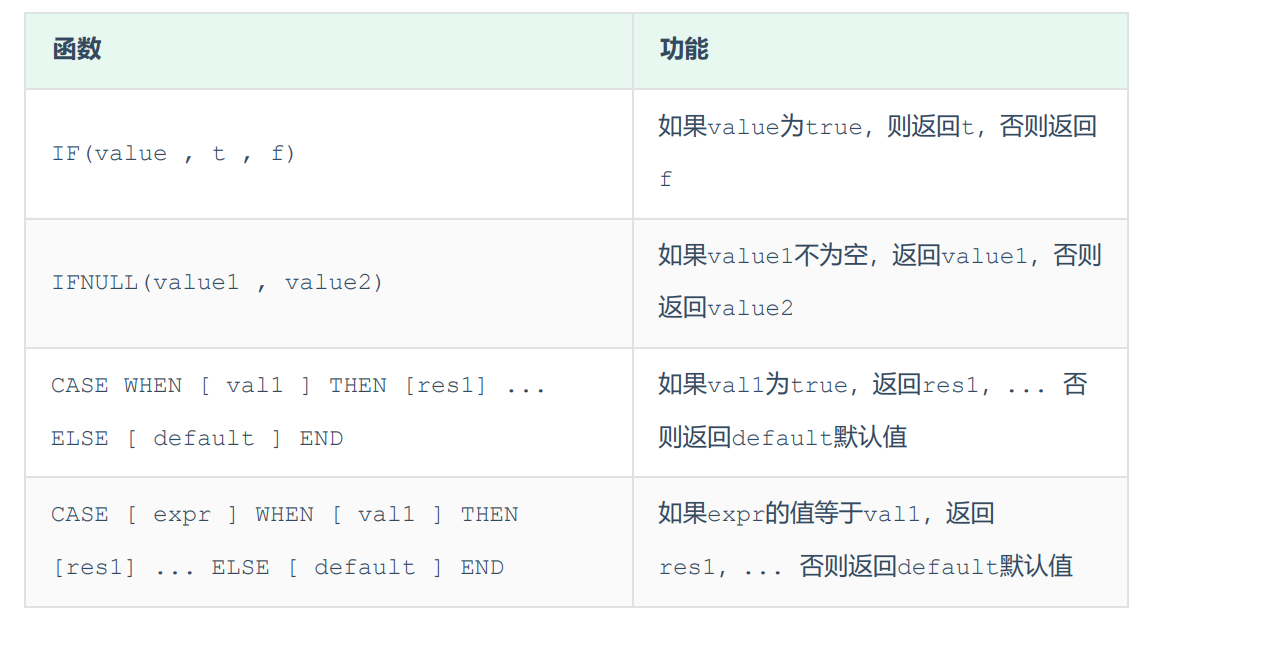 函数
功能
IF(value , t , f)
如果value为true，则返回t，否则返回
f
IFNULL(value1 , value2)
如果value1不为空，返回value1，否则
返回value2
CASE WHEN [ val1 ] THEN [res1] ...
ELSE [ default ] END
如果val1为true，返回res1，... 否
则返回default默认值
CASE [ expr ] WHEN [ val1 ] THEN
[res1] ... ELSE [ default ] END
如果expr的值等于val1，返回
res1，... 否则返回default默认值